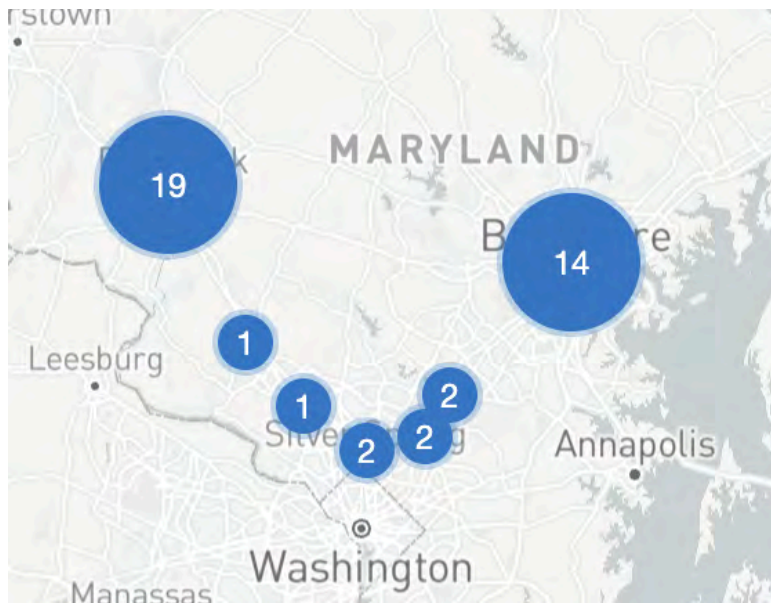 rstown
MARYLAND
19
14
1
Leesburg
1
2
2
2
Annapolis
Washington
Manassas